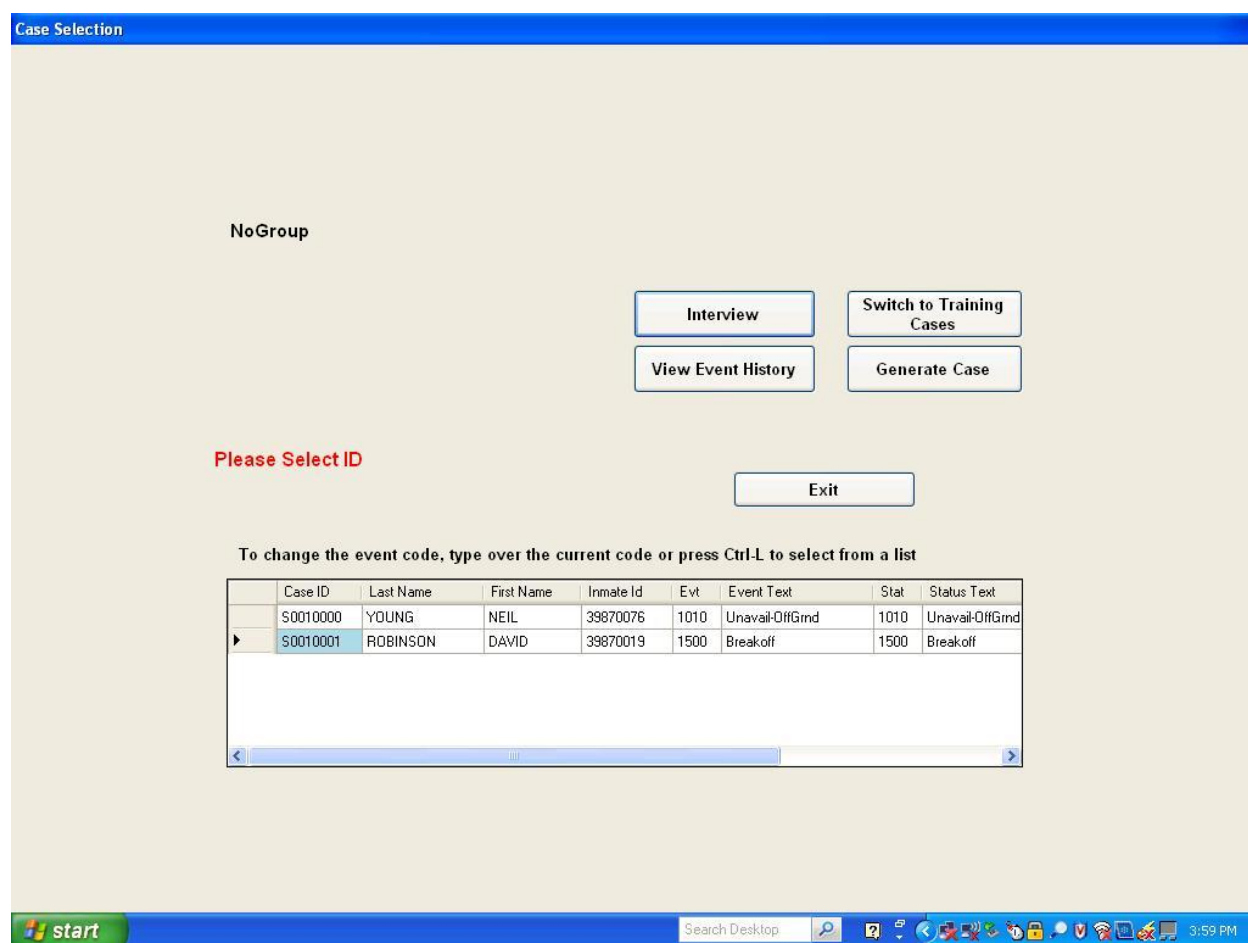 Case Selection
NoGroup
Interview
Switch to Training
Cases
View Event History
Generate Case
Please Select ID
Exit
To change the event code, type over the current code or press Ctrl-L to select from a list
Case ID Last Name First Name Inmate Id Evt Event Text Stat Status Text
S0010000 YOUNG NEIL 39870076 1010 Unavail-OffGrnd 1010 Unavail-OffGrnd
S0010001 ROBINSON DAVID 39870019 1500 Breakoff 1500 Breakoff
start
Search Desktop
3:59 PM